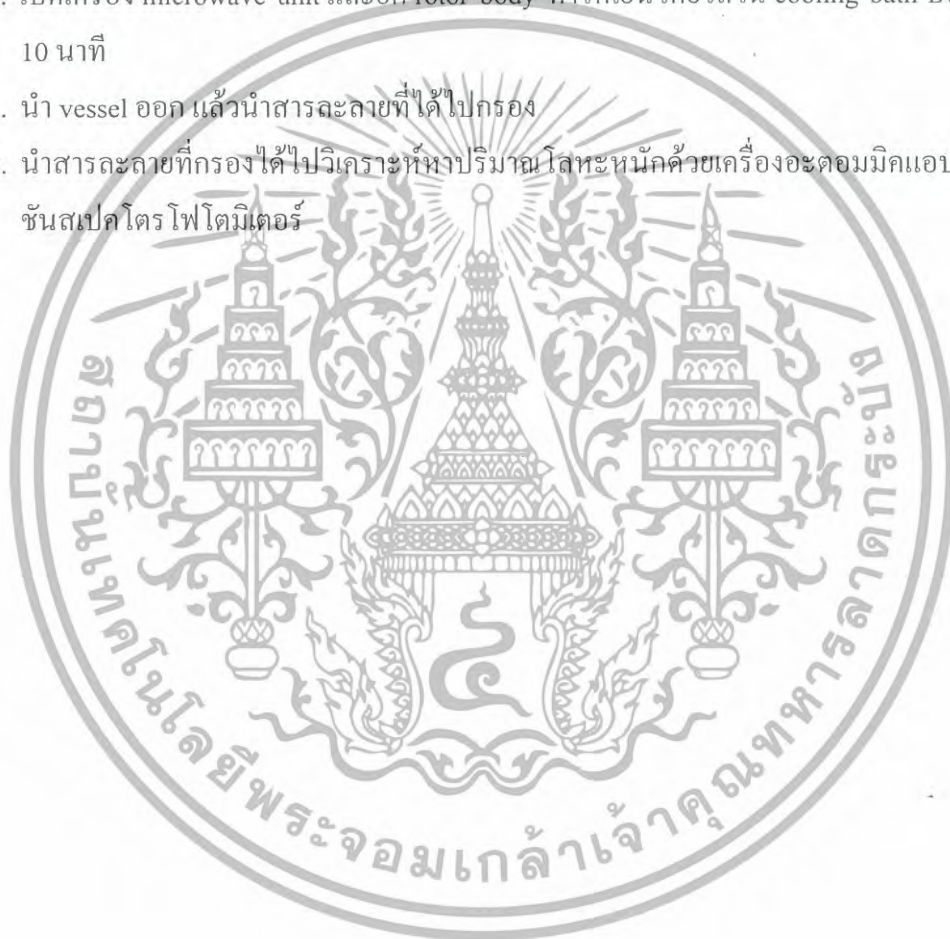 10 นาที
นำ vessel ออก แล้วนำสารละลายที่ได้ไปกรอง
. นำสารละลายที่กรองได้ไปวิเคราะห์หาปริมาณโลหะหนักด้วยเครื่องอะตอมมิคแอบ
ชันสเปคโตรโฟโตมิเตอร์
สถาบันเทคโนโลยีพระจอมเกล้าเจ้าคุณทหารลาดกระบัง
๔